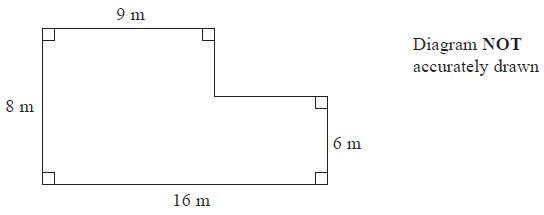 9 m
Diagram NOT
accurately drawn
8 m
6 m
16 m